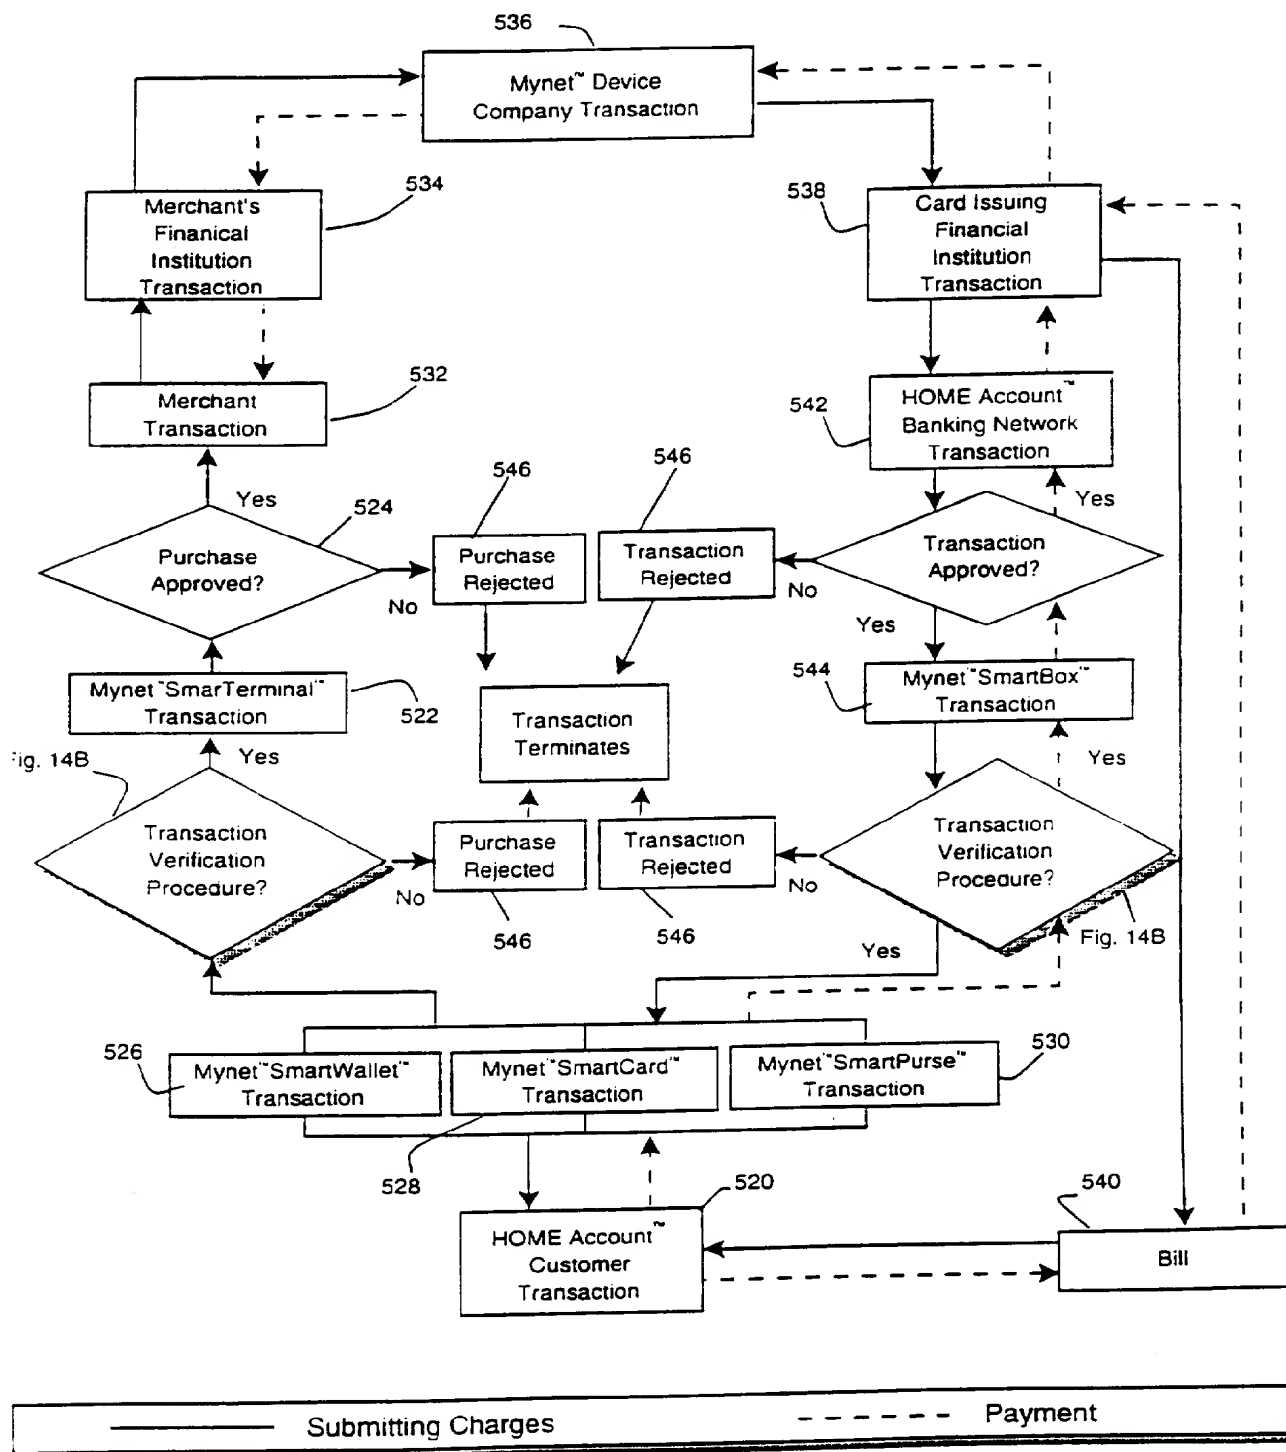 536
Mynet™ Device
Company Transaction
534
Merchant's
Finanical
Institution
Transaction
538
Card Issuing
Financial
Institution
Transaction
532
Merchant
Transaction
542
HOME Account™
Banking Network
Transaction
Yes
524
546
546
Yes
Purchase
Approved?
Purchase
Rejected
Transaction
Rejected
Transaction
Approved?
No
No
Yes
Mynet™SmarTerminal™
Transaction
522
544
Mynet™SmartBox™
Transaction
Transaction
Terminates
ig. 14B
Yes
Yes
Transaction
Verification
Procedure?
Purchase
Rejected
Transaction
Rejected
Transaction
Verification
Procedure?
No
No
546
546
Fig. 14B
Yes
526
Mynet™SmartWallet™
Transaction
Mynet™SmartCard™
Transaction
Mynet™SmartPurse™
Transaction
530
528
520
540
HOME Account™
Customer
Transaction
Bill
Submitting Charges
Payment